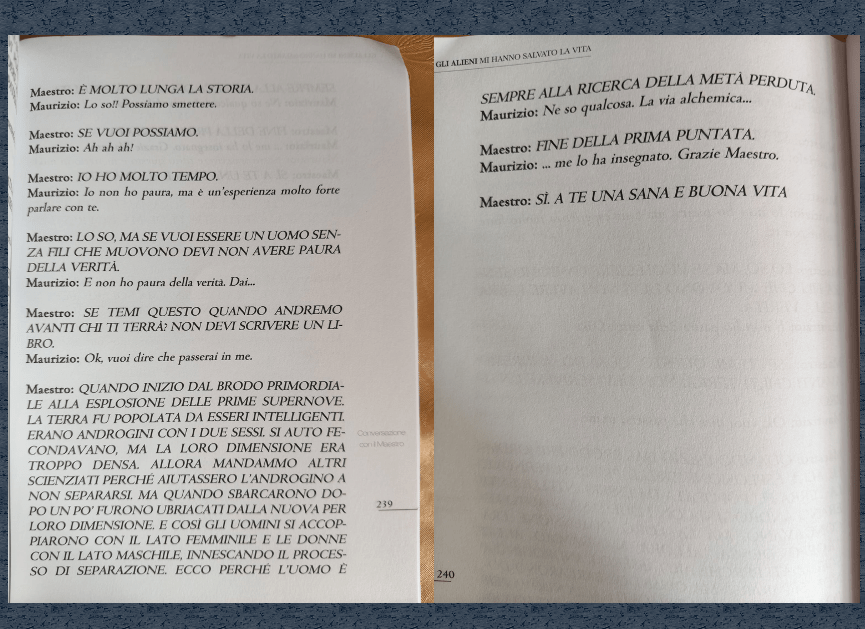 Maestro: È MOLTO LUNGA LA STORIA.
Maurizio: Lo so!! Possiamo smettere.
Maestro: SE VUOI POSSIAMO.
Maurizio: Ah ah ah!
Maestro: IO HO MOLTO TEMPO.
Maurizio: Io non ho paura, ma è un'esperienza molto forte
parlare con te.
Maestro: LO SO, MA SE VUOI ESSERE UN UOMO SEN-
ZA FILI CHE MUOVONO DEVI NON AVERE PAURA
DELLA VERITÀ.
Maurizio: E non ho paura della verità. Dai...
Maestro: SE TEMI QUESTO QUANDO ANDREMO
AVANTI CHI TI TERRÀ? NON DEVI SCRIVERE UN LI-
BRO.
Maurizio: Ok, vuoi dire che passerai in me.
Maestro: QUANDO INIZIO DAL BRODO PRIMORDIA-
LE ALLA ESPLOSIONE DELLE PRIME SUPERNOVE.
LA TERRA FU POPOLATA DA ESSERI INTELLIGENTI.
ERANO ANDROGINI CON I DUE SESSI. SI AUTO FE-
CONDAVANO, MA LA LORO DIMENSIONE ERA
TROPPO DENSA. ALLORA MANDAMMO ALTRI
SCIENZIATI PERCHÉ AIUTASSERO L'ANDROGINO A
NON SEPARARSI. MA QUANDO SBARCARONO DO-
PO UN PO' FURONO UBRIACATI DALLA NUOVA PER
LORO DIMENSIONE. E COSÌ GLI UOMINI SI ACCOP-
PIARONO CON IL LATO FEMMINILE E LE DONNE
CON IL LATO MASCHILE, INNESCANDO IL PROCES-
SO DI SEPARAZIONE. ECCO PERCHÉ L'UOMO È
Conversazione
con il Maestro
239
GLI ALIENI MI HANNO SALVATO LA VITA
SEMPRE ALLA RICERCA DELLA METÀ PERDUTA.
Maurizio: Ne so qualcosa. La via alchemica...
Maestro: FINE DELLA PRIMA PUNTATA.
Maurizio: ... me lo ha insegnato. Grazie Maestro.
Maestro: SÌ. A TE UNA SANA E BUONA VITA
240